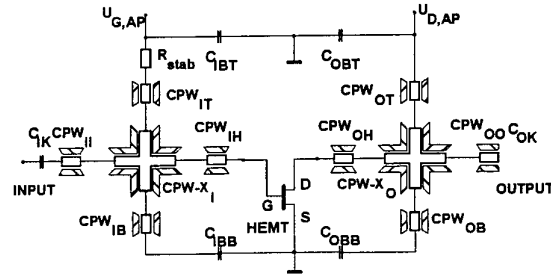 U_G,AP U_D,AP
R_stab C_IBT C_OBT
CPW_IT CPW_OT
C_IK CPW_II CPW_IH CPW_OH CPW_OO C_OK
INPUT CPW-X_I D CPW-X_O OUTPUT
G HEMT S
CPW_IB C_IBB C_OBB CPW_OB